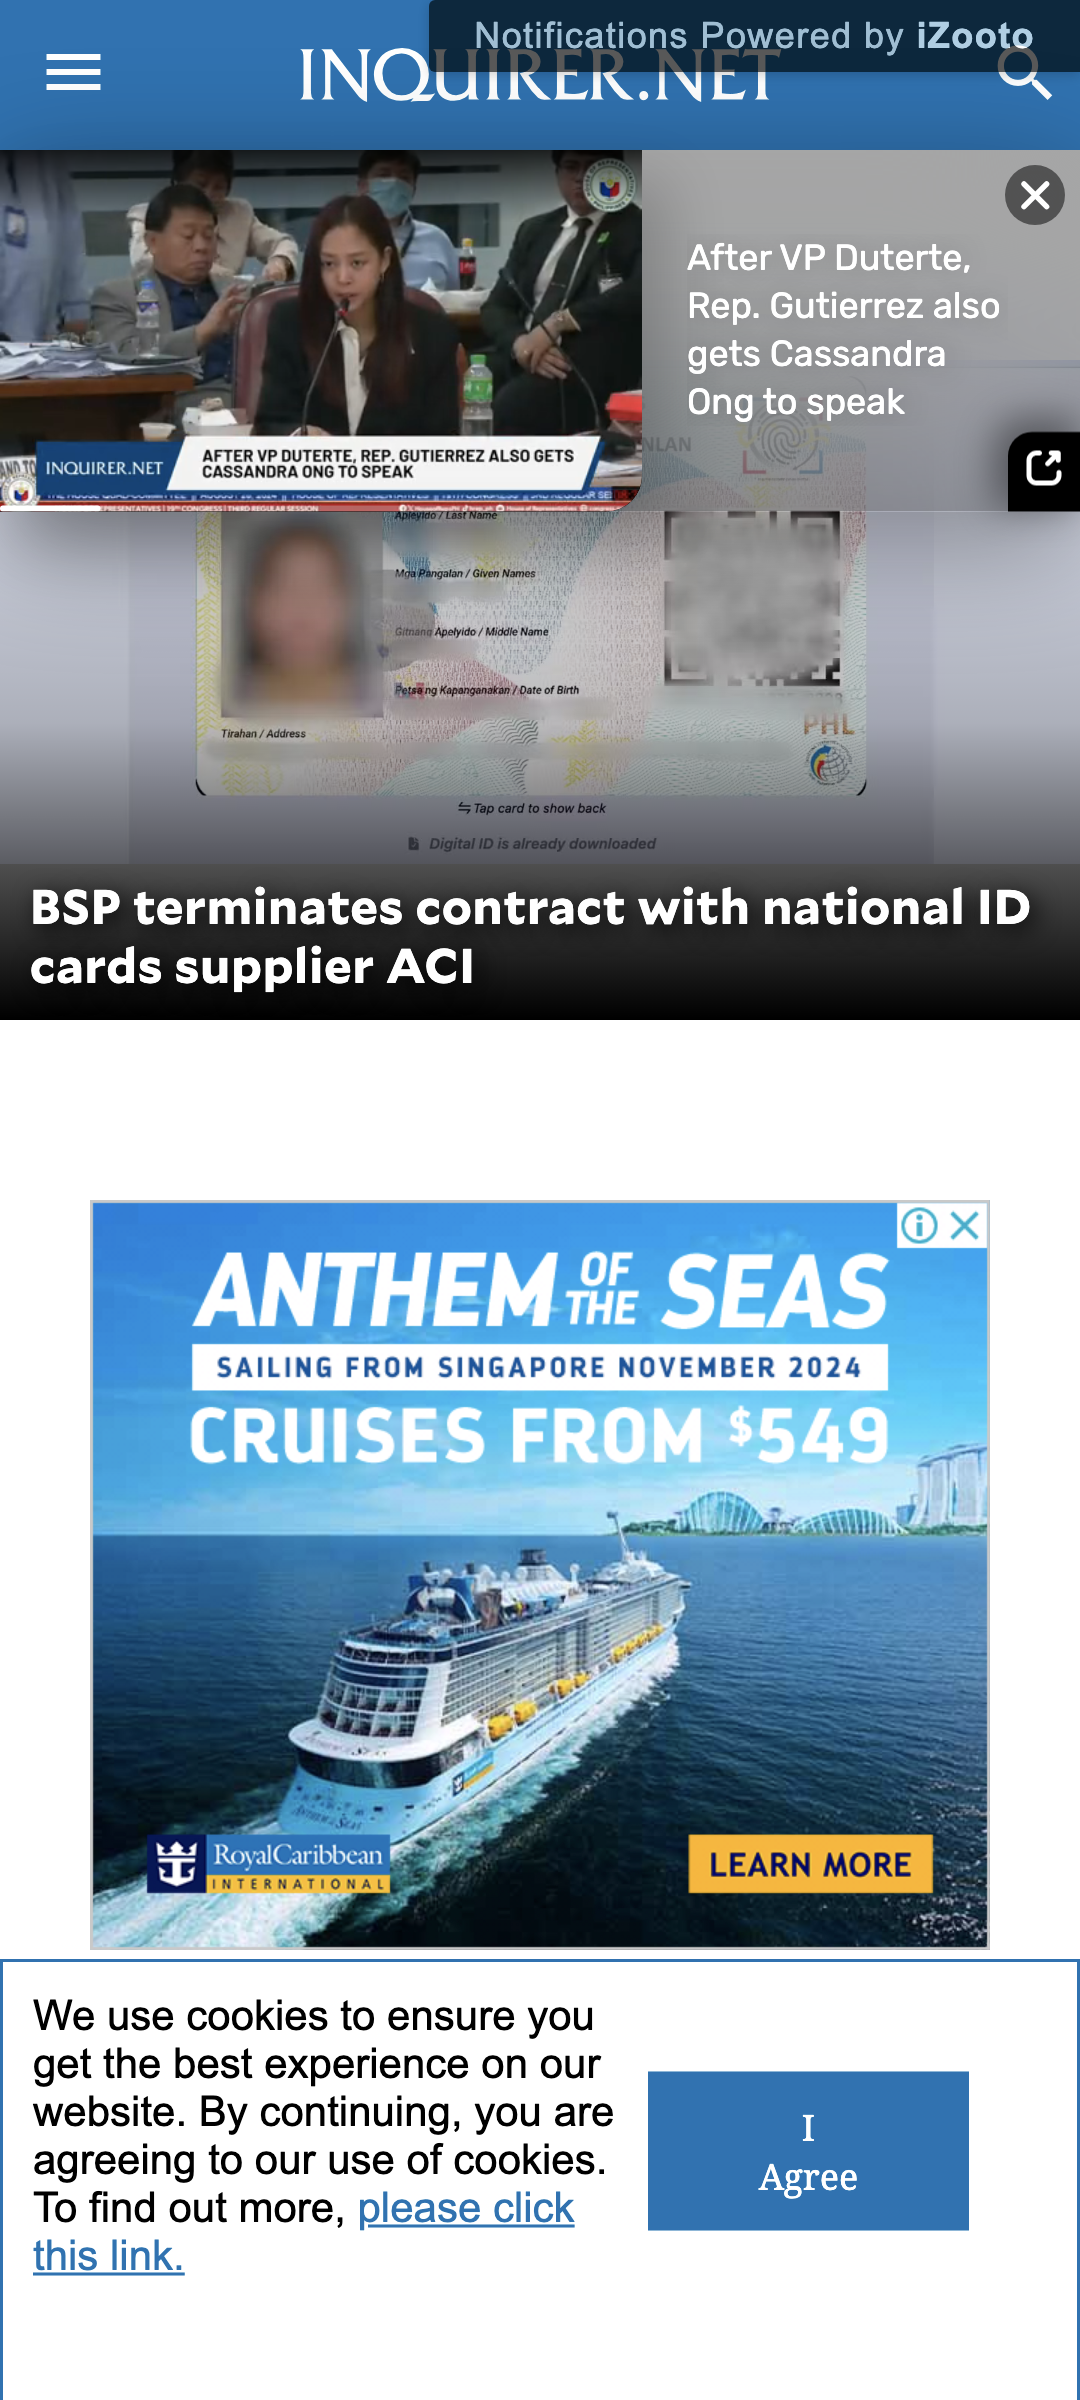 Notifications Powered by iZooto
INQUIRER.NET
After VP Duterte,
Rep. Gutierrez also
gets Cassandra
Ong to speak
INQUIRER.NET
AFTER VP DUTERTE, REP. GUTIERREZ ALSO GETS
CASSANDRA ONG TO SPEAK
Apelyido / Last Name
Mga Pangalan / Given Names
Gitnang Apelyido / Middle Name
Petsa ng Kapanganakan / Date of Birth
Tirahan / Address
PHL
Tap card to show back
Digital ID is already downloaded
BSP terminates contract with national ID
cards supplier ACI
ANTHEM OF THE SEAS
SAILING FROM SINGAPORE NOVEMBER 2024
CRUISES FROM $549
ANTHEM OF THE SEAS
RoyalCaribbean
INTERNATIONAL
LEARN MORE
We use cookies to ensure you
get the best experience on our
website. By continuing, you are
agreeing to our use of cookies.
To find out more, please click
this link.
I
Agree